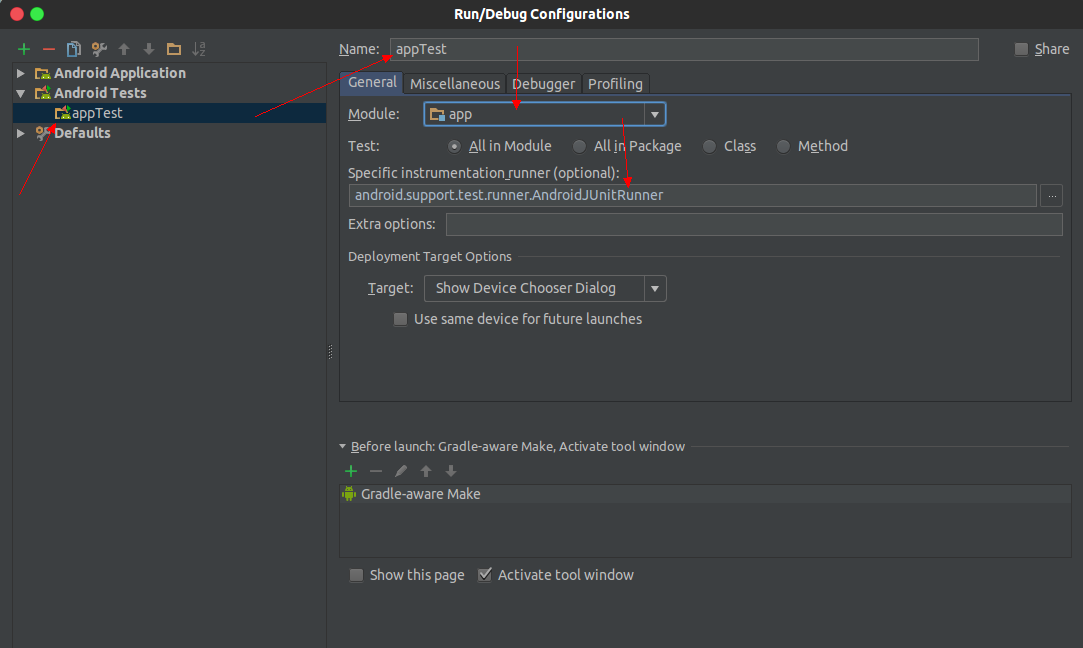 Run/Debug Configurations
Name: appTest Share
Android Application
Android Tests
appTest
Defaults
General Miscellaneous Debugger Profiling
Module: app
Test: All in Module All in Package Class Method
Specific instrumentation runner (optional):
android.support.test.runner.AndroidJUnitRunner ...
Extra options:
Deployment Target Options
Target: Show Device Chooser Dialog
Use same device for future launches
Before launch: Gradle-aware Make, Activate tool window
Gradle-aware Make
Show this page Activate tool window